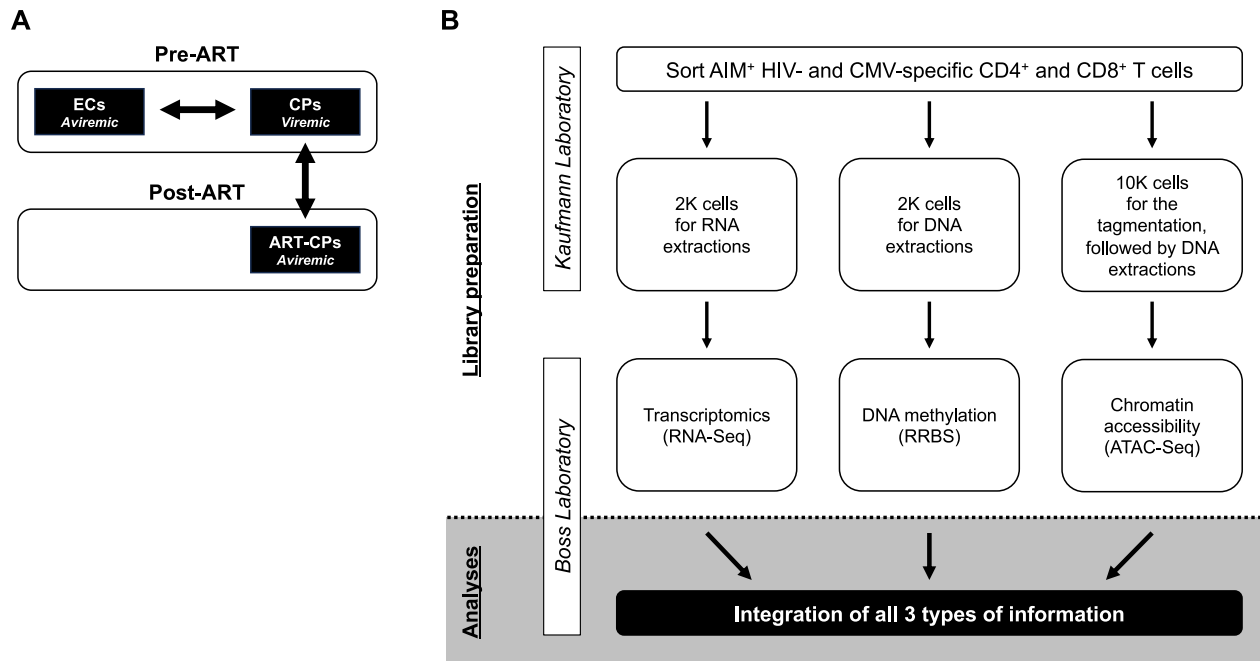 A
Pre-ART
ECs
Aviremic
CPs
Viremic
Post-ART
ART-CPs
Aviremic
B
Library preparation
Kaufmann Laboratory
Sort AIM⁺ HIV- and CMV-specific CD4⁺ and CD8⁺ T cells
2K cells
for RNA
extractions
2K cells
for DNA
extractions
10K cells
for the
tagmentation,
followed by DNA
extractions
Boss Laboratory
Transcriptomics
(RNA-Seq)
DNA methylation
(RRBS)
Chromatin
accessibility
(ATAC-Seq)
Analyses
Integration of all 3 types of information